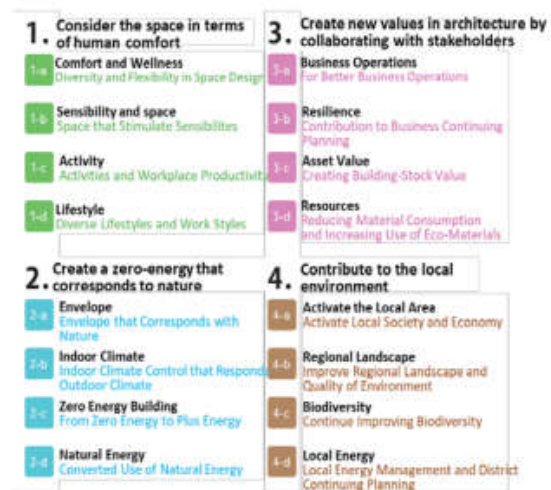 1. Consider the space in terms
of human comfort
1-a Comfort and Wellness
Diversity and Flexibility in Space Design
1-b Sensibility and space
Space that Stimulate Sensibilites
1-c Activity
Activities and Workplace Productivit
1-d Lifestyle
Diverse Lifestyles and Work Styles
2. Create a zero-energy that
corresponds to nature
2-a Envelope
Envelope that Corresponds with
Nature
2-b Indoor Climate
Indoor Climate Control that Respond
Outdoor Climate
2-c Zero Energy Building
From Zero Energy to Plus Energy
2-d Natural Energy
Converted Use of Natural Energy
3. Create new values in architecture by
collaborating with stakeholders
3-a Business Operations
For Better Business Operations
3-b Resilience
Contribution to Business Continuing
Planning
3-c Asset Value
Creating Building-Stock Value
3-d Resources
Reducing Material Consumption
and Increasing Use of Eco-Materials
4. Contribute to the local
environment
4-a Activate the Local Area
Activate Local Society and Economy
4-b Regional Landscape
Improve Regional Landscape and
Quality of Environment
4-c Biodiversity
Continue Improving Biodiversity
4-d Local Energy
Local Energy Management and District
Continuing Planning